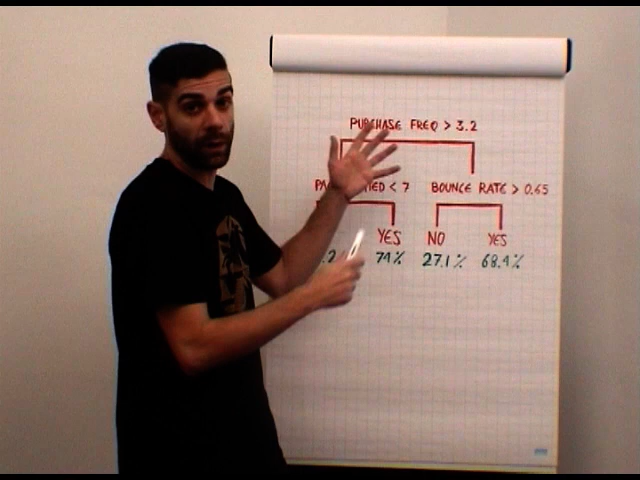 PURCHASE FREQ > 3.2
< 7 BOUNCE RATE > 0.65
YES NO YES
74% 27.1% 68.4%